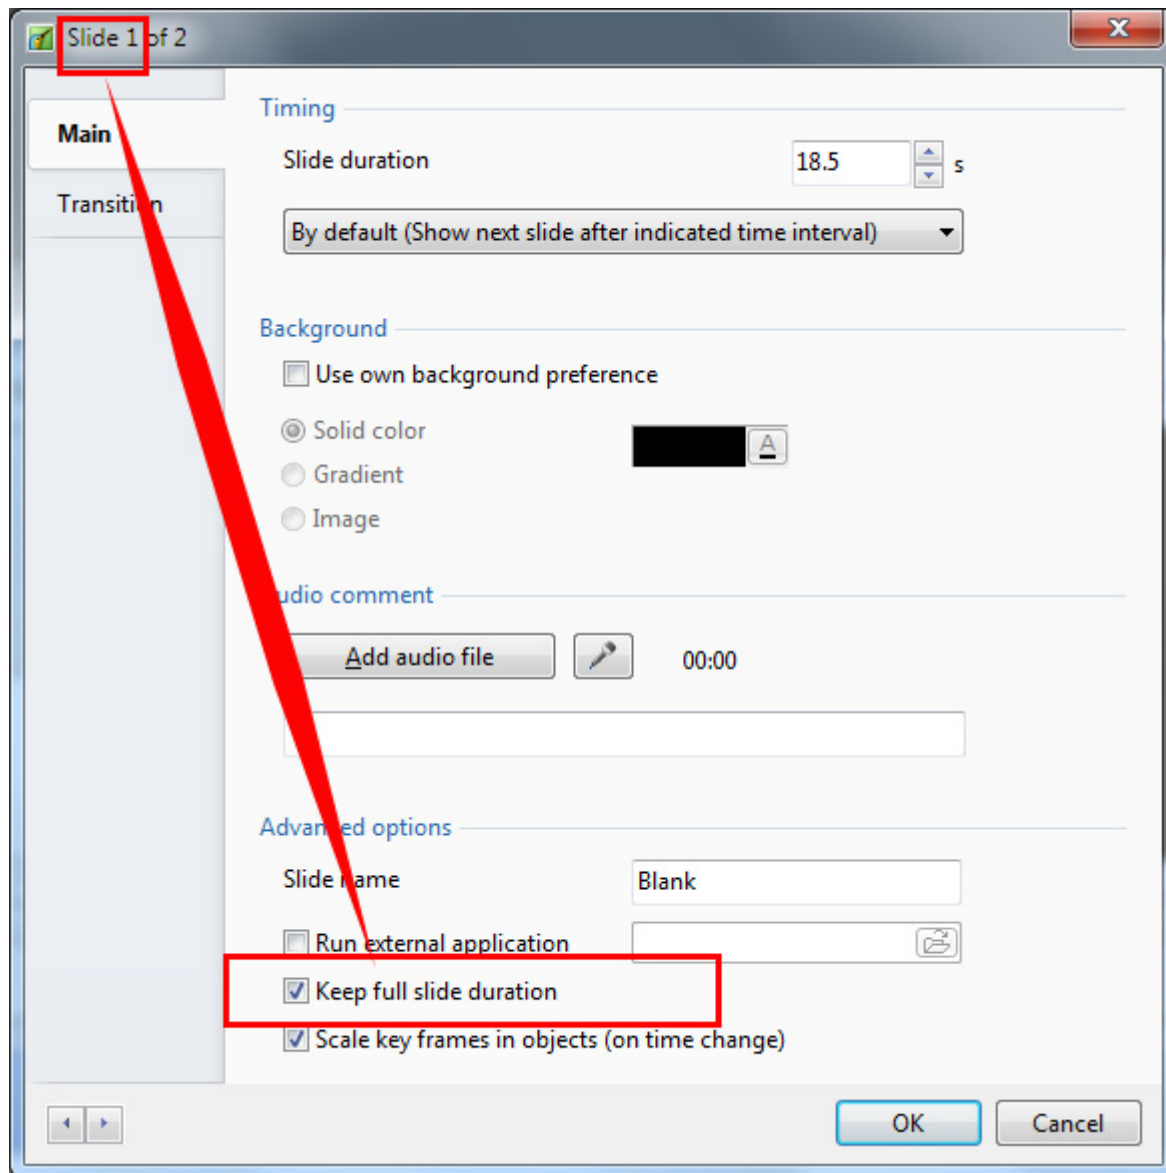 Slide 1 of 2
Main
Transition
Timing
Slide duration 18.5 s
By default (Show next slide after indicated time interval)
Background
Use own background preference
Solid color A
Gradient
Image
udio comment
Add audio file 00:00
Advanced options
Slide name Blank
Run external application
Keep full slide duration
Scale key frames in objects (on time change)
OK Cancel